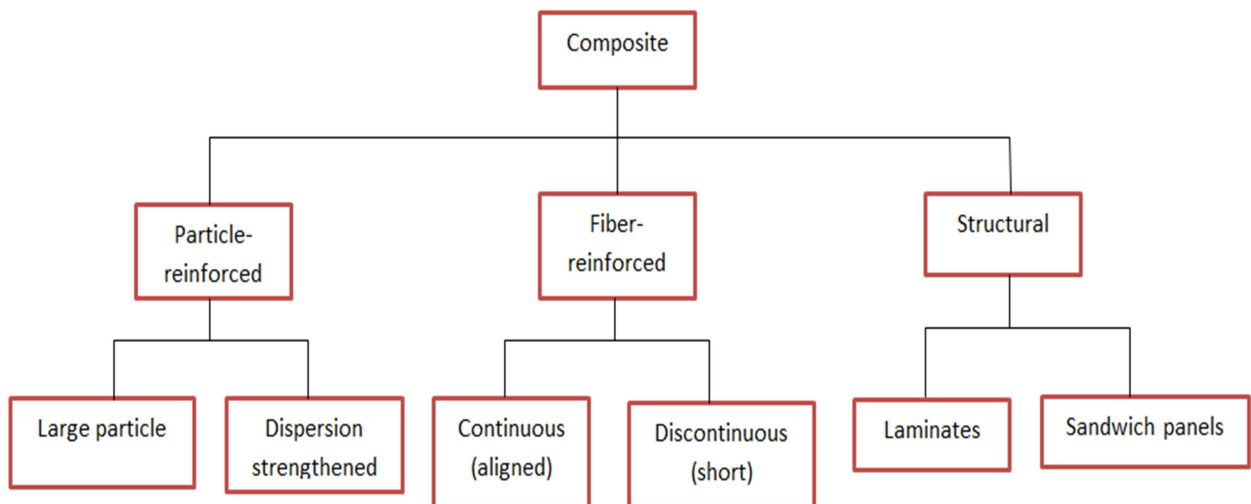 Composite
Particle-
reinforced
Fiber-
reinforced
Structural
Large particle
Dispersion
strengthened
Continuous
(aligned)
Discontinuous
(short)
Laminates
Sandwich panels